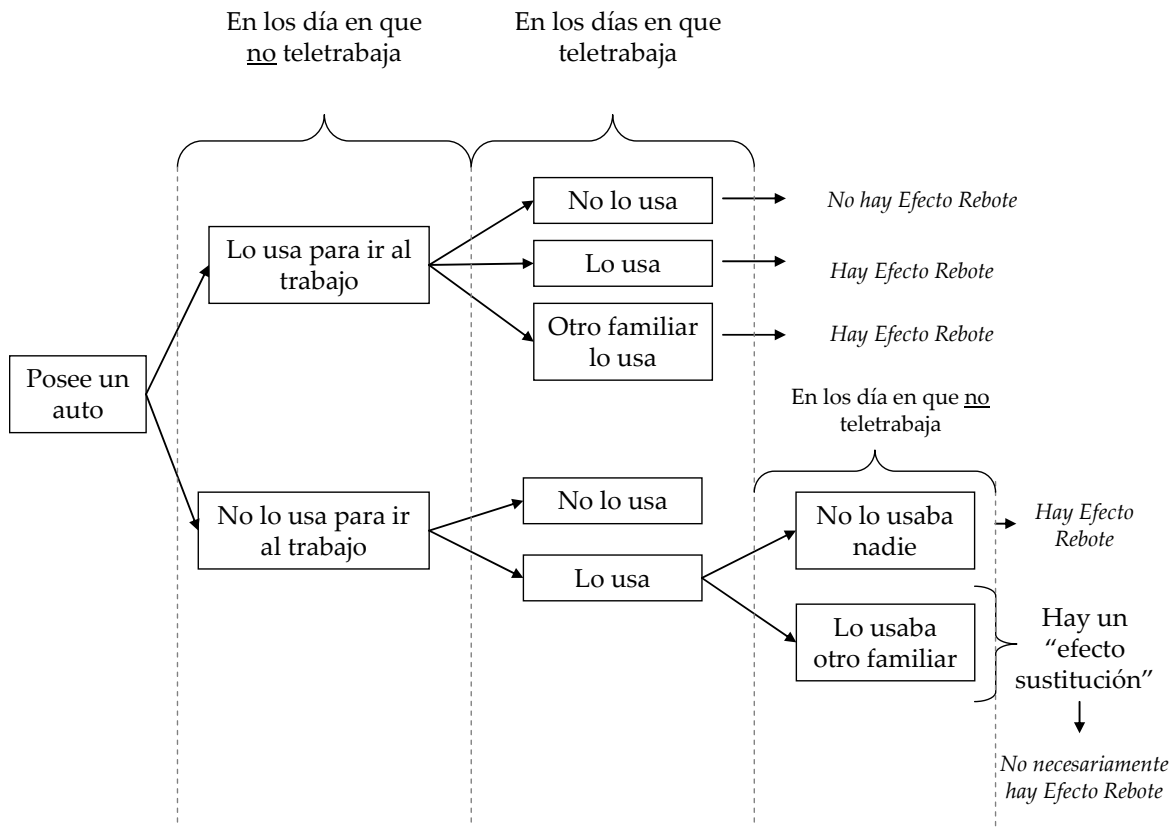 En los día en que
no teletrabaja
En los días en que
teletrabaja
No lo usa
No hay Efecto Rebote
Lo usa para ir al
trabajo
Lo usa
Hay Efecto Rebote
Otro familiar
lo usa
Hay Efecto Rebote
Posee un
auto
En los día en que no
teletrabaja
No lo usa para ir
al trabajo
No lo usa
Lo usa
No lo usaba
nadie
Hay Efecto
Rebote
Lo usaba
otro familiar
Hay un
“efecto
sustitución”
No necesariamente
hay Efecto Rebote